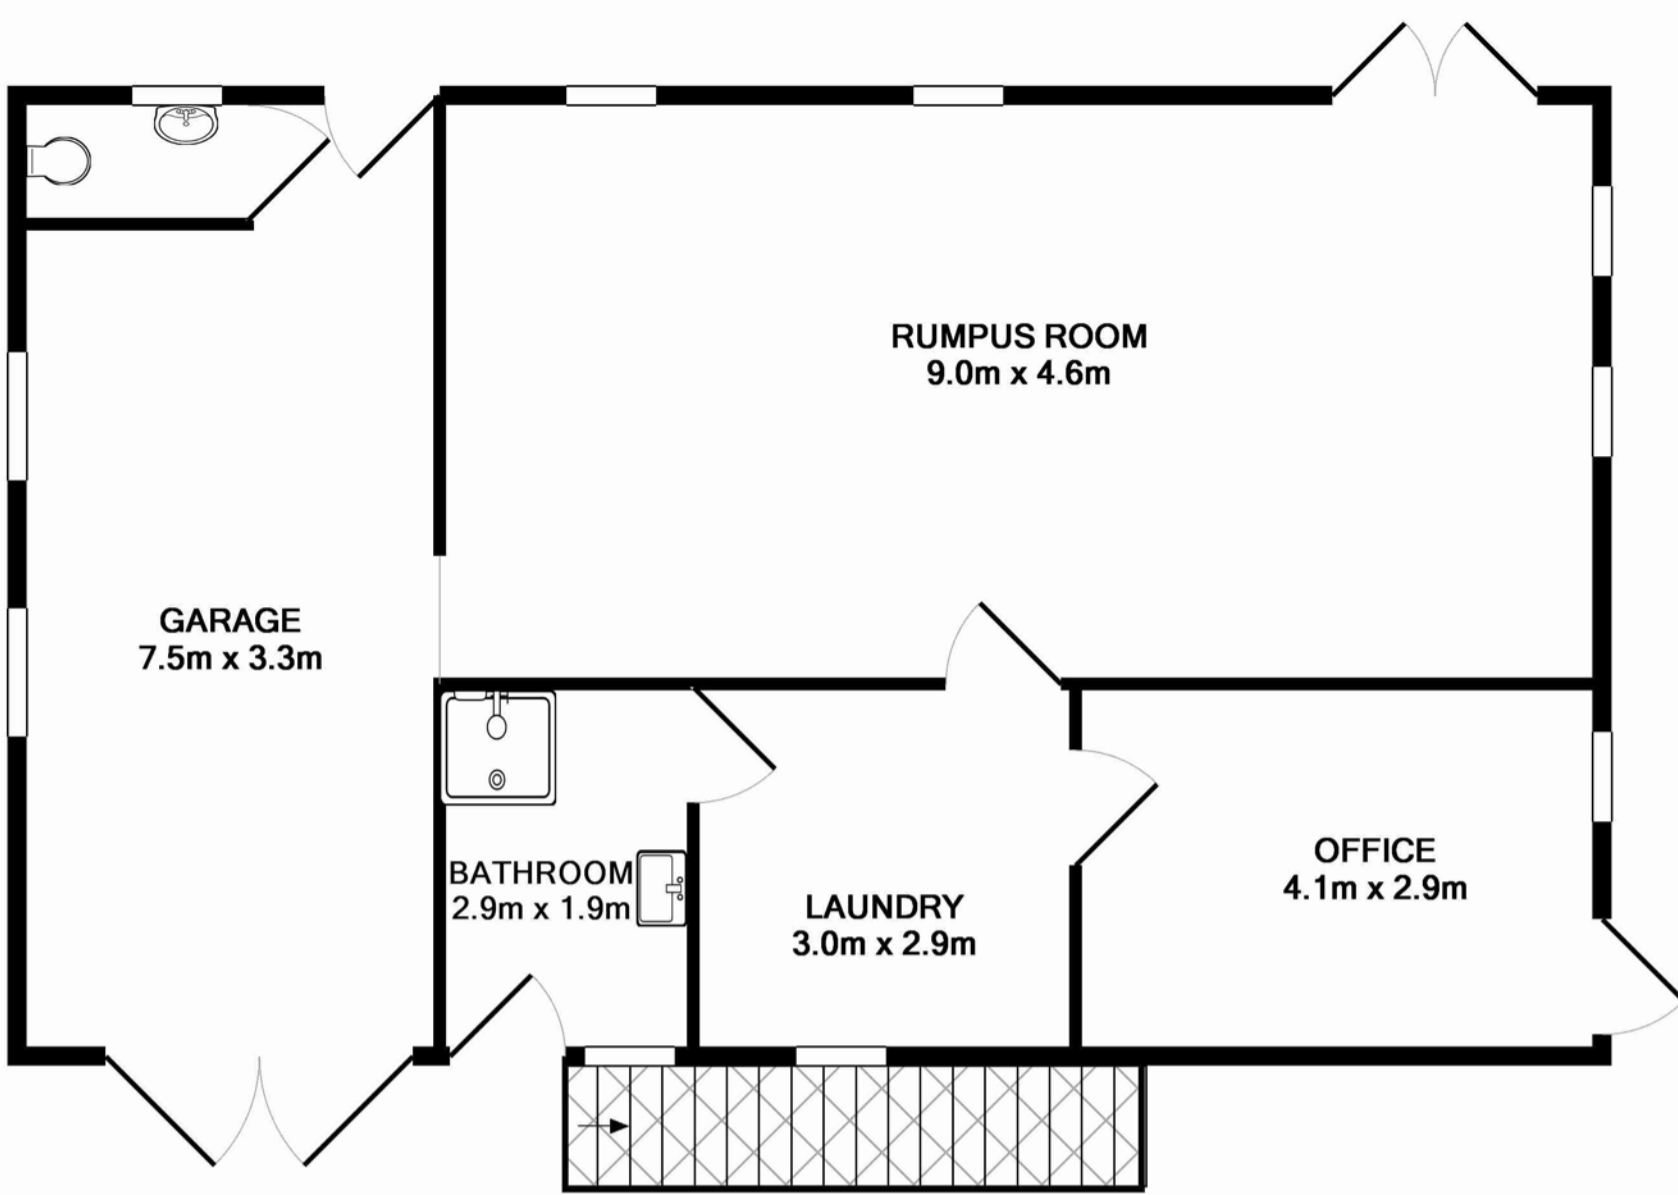 RUMPUS ROOM
9.0m x 4.6m
GARAGE
7.5m x 3.3m
BATHROOM
2.9m x 1.9m
LAUNDRY
3.0m x 2.9m
OFFICE
4.1m x 2.9m